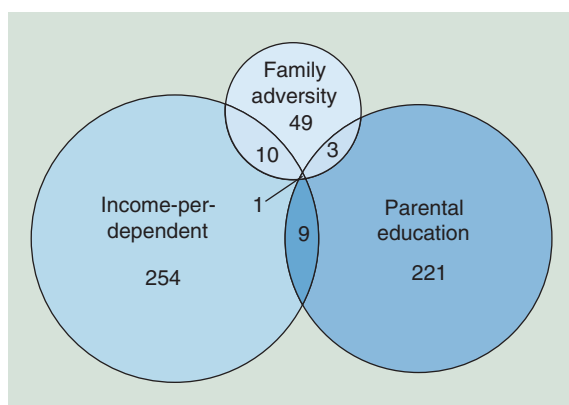 Family
adversity
49
10
3
1
Income-per-
dependent
254
9
Parental
education
221